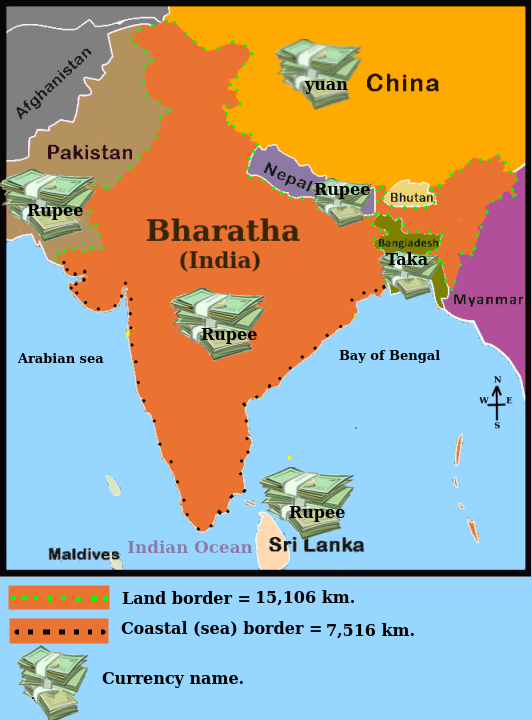 yuan
China
Afghanistan
Pakistan
Nepal
Rupee
Bhutan
Rupee
Bharatha
(India)
Bangladesh
Taka
Myanmar
Rupee
Arabian sea
Bay of Bengal
N
W E
S
Rupee
Indian Ocean
Sri Lanka
Maldives
Land border = 15,106 km.
Coastal (sea) border = 7,516 km.
Currency name.